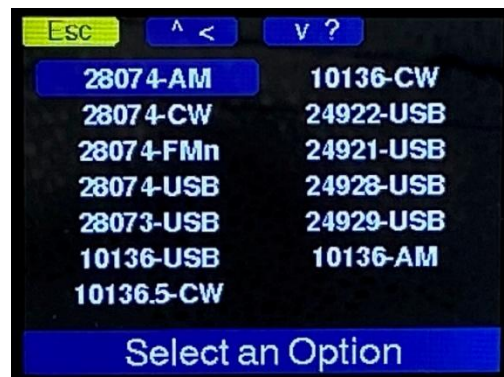 Esc ^ < v ?
28074-AM 10136-CW
28074-CW 24922-USB
28074-FMn 24921-USB
28074-USB 24928-USB
28073-USB 24929-USB
10136-USB 10136-AM
10136.5-CW
Select an Option